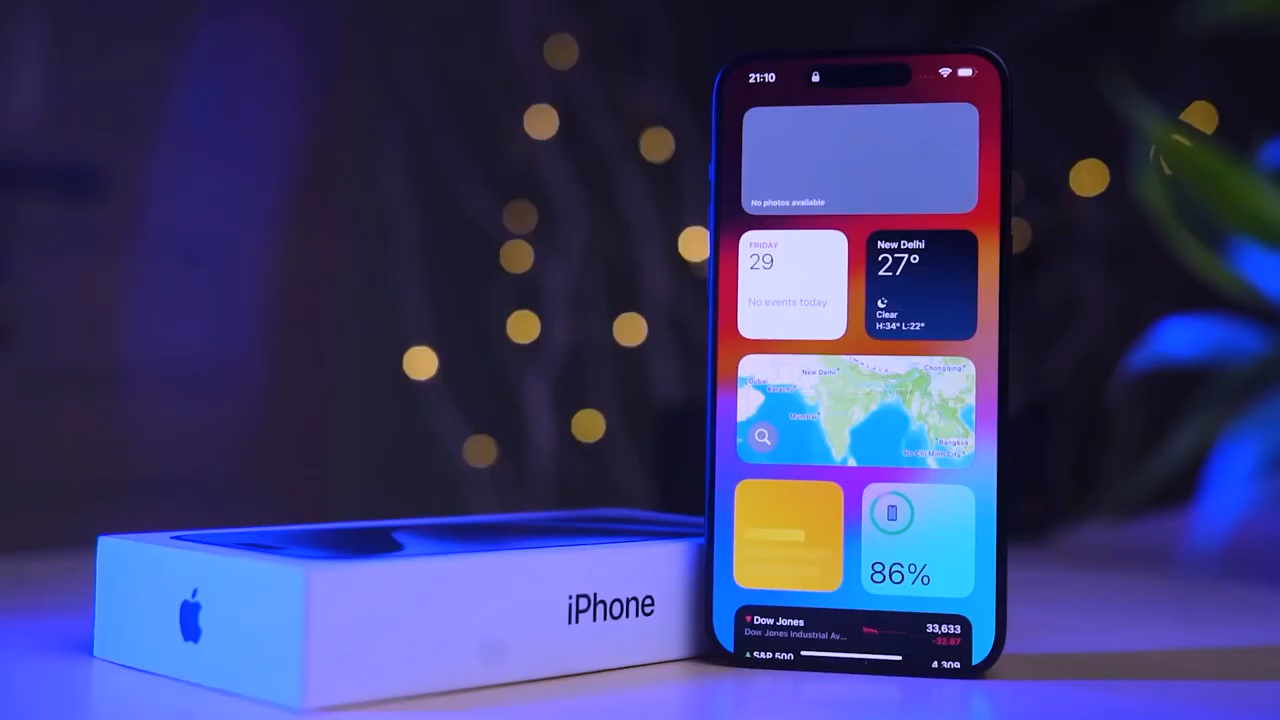 21:10
No photos available
FRIDAY
29
No events today
New Delhi
27°
Clear
H:34° L:22°
New Delhi
Chongqing
Dubai
Karachi
Mumbai
Bangkok
Ho Chi Minh City
86%
Dow Jones
33,633
Dow Jones Industrial Av...
-32.87
S&P 500
4,309
iPhone